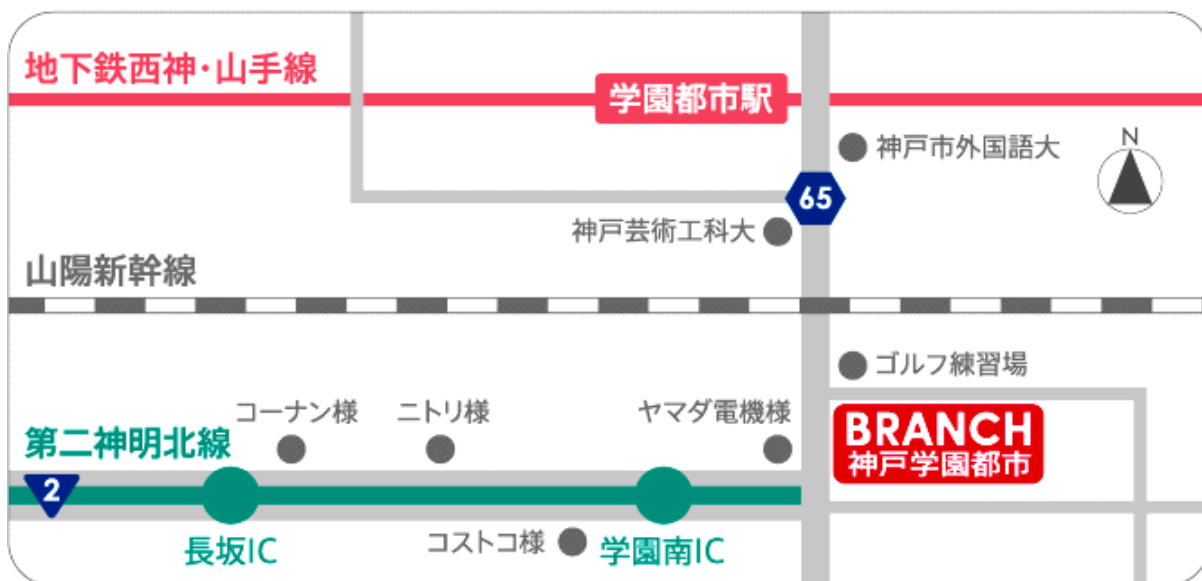 地下鉄西神・山手線
学園都市駅
神戸市外国語大
N
65
神戸芸術工科大
山陽新幹線
ゴルフ練習場
コーナン様
ニトリ様
ヤマダ電機様
BRANCH
神戸学園都市
第二神明北線
2
長坂IC
コストコ様
学園南IC